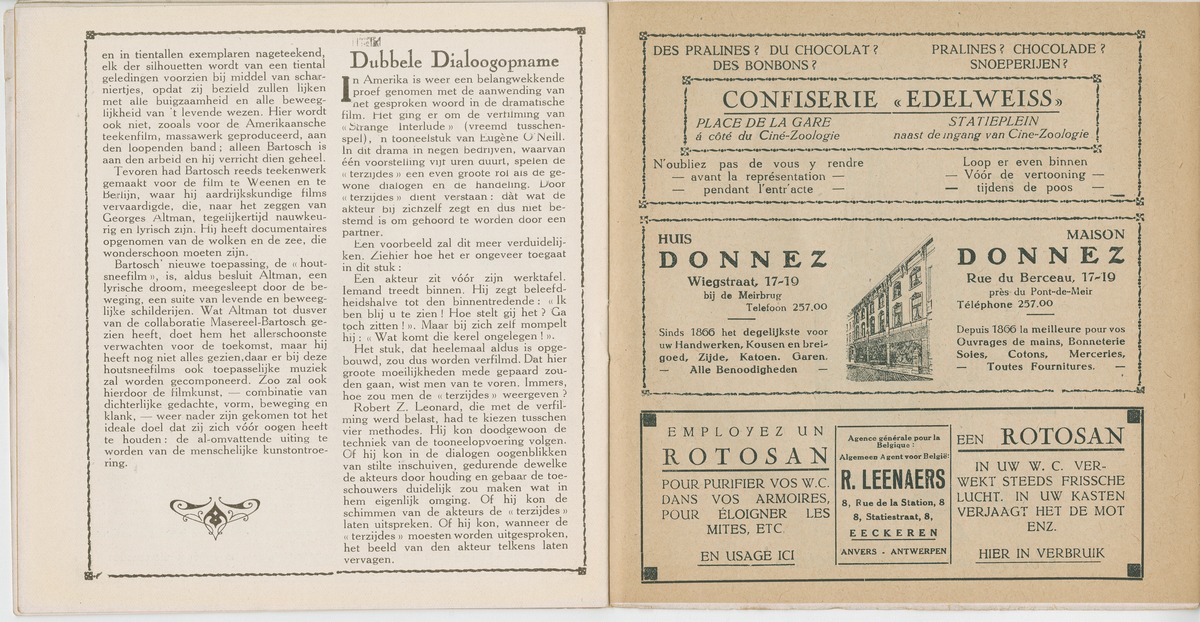 en in tientallen exemplaren nageteekend,
elk der silhouetten wordt van een tiental
geledingen voorzien bij middel van schar-
niertjes, opdat zij bezield zullen lijken
met alle buigzaamheid en alle beweeg-
lijkheid van 't levende wezen. Hier wordt
ook niet, zooals voor de Amerikaansche
teekenfilm, massawerk geproduceerd, aan
den loopenden band ; alleen Bartosch is
aan den arbeid en hij verricht dien geheel.
Tevoren had Bartosch reeds teekenwerk
gemaakt voor de film te Weenen en te
Berlijn, waar hij aardrijkskundige films
vervaardigde, die, naar het zeggen van
Georges Altman, tegelijkertijd nauwkeu-
rig en lyrisch zijn. Hij heeft documentaires
opgenomen van de wolken en de zee, die
wonderschoon moeten zijn.
Bartosch' nieuwe toepassing, de « hout-
sneefilm », is, aldus besluit Altman, een
lyrische droom, meegesleept door de be-
weging, een suite van levende en beweeg-
lijke schilderijen. Wat Altman tot dusver
van de collaboratie Masereel-Bartosch ge-
zien heeft, doet hem het allerschoonste
verwachten voor de toekomst, maar hij
heeft nog niet alles gezien,daar er bij deze
houtsneefilms ook toepasselijke muziek
zal worden gecomponeerd. Zoo zal ook
hierdoor de filmkunst, — combinatie van
dichterlijke gedachte, vorm, beweging en
klank, — weer nader zijn gekomen tot het
ideale doel dat zij zich vóór oogen heeft
te houden : de al-omvattende uiting te
worden van de menschelijke kunstontroe-
ring.
Dubbele Dialoogopname
In Amerika is weer een belangwekkende
proef genomen met de aanwending van
het gesproken woord in de dramatische
film. Het ging er om de verfilming van
« Strange Interlude » (vreemd tusschen-
spel), 'n tooneelstuk van Eugène O'Neill.
In dit drama in negen bedrijven, waarvan
één voorstelling vijf uren duurt, spelen de
« terzijdes » een even groote rol als de ge-
wone dialogen en de handeling. Door
« terzijdes » dient verstaan : dàt wat de
akteur bij zichzelf zegt en dus niet be-
stemd is om gehoord te worden door een
partner.
Een voorbeeld zal dit meer verduidelij-
ken. Ziehier hoe het er ongeveer toegaat
in dit stuk :
Een akteur zit vóór zijn werktafel.
Iemand treedt binnen. Hij zegt beleefd-
heidshalve tot den binnentredende : « Ik
ben blij u te zien ! Hoe stelt gij het ? Ga
toch zitten ! ». Maar bij zich zelf mompelt
hij : « Wat komt die kerel ongelegen ! ».
Het stuk, dat heelemaal aldus is opge-
bouwd, zou dus worden verfilmd. Dat hier
groote moeilijkheden mede gepaard zou-
den gaan, wist men van te voren. Immers,
hoe zou men de « terzijdes » weergeven ?
Robert Z. Leonard, die met de verfil-
ming werd belast, had te kiezen tusschen
vier methodes. Hij kon doodgewoon de
techniek van de tooneelopvoering volgen.
Of hij kon in de dialogen oogenblikken
van stilte inschuiven, gedurende dewelke
de akteurs door houding en gebaar de toe-
schouwers duidelijk zou maken wat in
hem eigenlijk omging. Of hij kon de
schimmen van de akteurs de « terzijdes »
laten uitspreken. Of hij kon, wanneer de
« terzijdes » moesten worden uitgesproken,
het beeld van den akteur telkens laten
vervagen.
DES PRALINES ? DU CHOCOLAT ?
DES BONBONS ?
PRALINES ? CHOCOLADE ?
SNOEPERIJEN ?
CONFISERIE « EDELWEISS »
PLACE DE LA GARE
à côté du Ciné-Zoologie
STATIEPLEIN
naast de ingang van Cine-Zoologie
N'oubliez pas de vous y rendre
— avant la représentation —
— pendant l'entr'acte —
Loop er even binnen
— Vóór de vertooning —
— tijdens de poos —
HUIS
DONNEZ
Wiegstraat, 17-19
bij de Meirbrug
Telefoon 257,00
Sinds 1866 het degelijkste voor
uw Handwerken, Kousen en brei-
goed, Zijde, Katoen. Garen.
— Alle Benoodigheden —
MAISON
DONNEZ
Rue du Berceau, 17-19
près du Pont-de-Meir
Téléphone 257.00
Depuis 1866 la meilleure pour vos
Ouvrages de mains, Bonneterie
Soies, Cotons, Merceries,
— Toutes Fournitures. —
EMPLOYEZ UN
ROTOSAN
POUR PURIFIER VOS W.C.
DANS VOS ARMOIRES,
POUR ÉLOIGNER LES
MITES, ETC.
EN USAGE ICI
Agence générale pour la
Belgique :
Algemeen Agent voor België:
R. LEENAERS
8, Rue de la Station, 8
8, Statiestraat, 8,
EECKEREN
ANVERS - ANTWERPEN
EEN ROTOSAN
IN UW W. C. VER-
WEKT STEEDS FRISSCHE
LUCHT. IN UW KASTEN
VERJAAGT HET DE MOT
ENZ.
HIER IN VERBRUIK